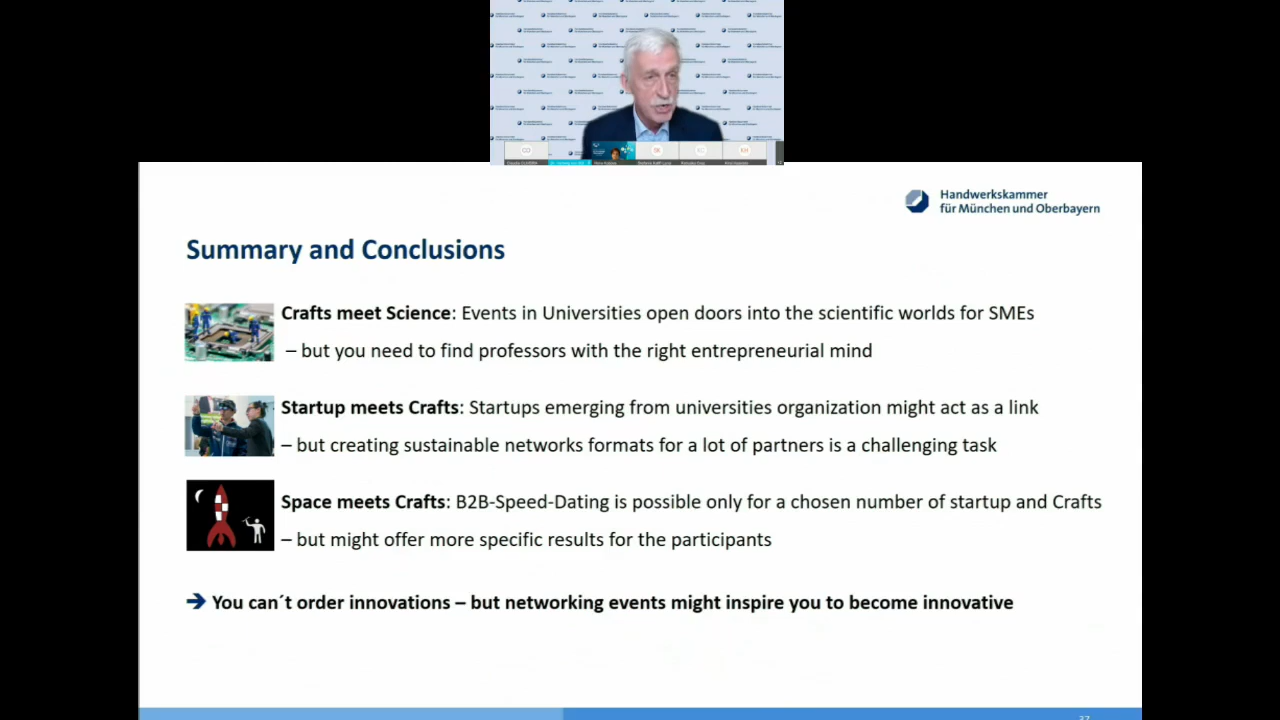 Handwerkskammer
für München und Oberbayern
Summary and Conclusions
Crafts meet Science: Events in Universities open doors into the scientific worlds for SMEs
– but you need to find professors with the right entrepreneurial mind
Startup meets Crafts: Startups emerging from universities organization might act as a link
– but creating sustainable networks formats for a lot of partners is a challenging task
Space meets Crafts: B2B-Speed-Dating is possible only for a chosen number of startup and Crafts
– but might offer more specific results for the participants
➔ You can´t order innovations – but networking events might inspire you to become innovative